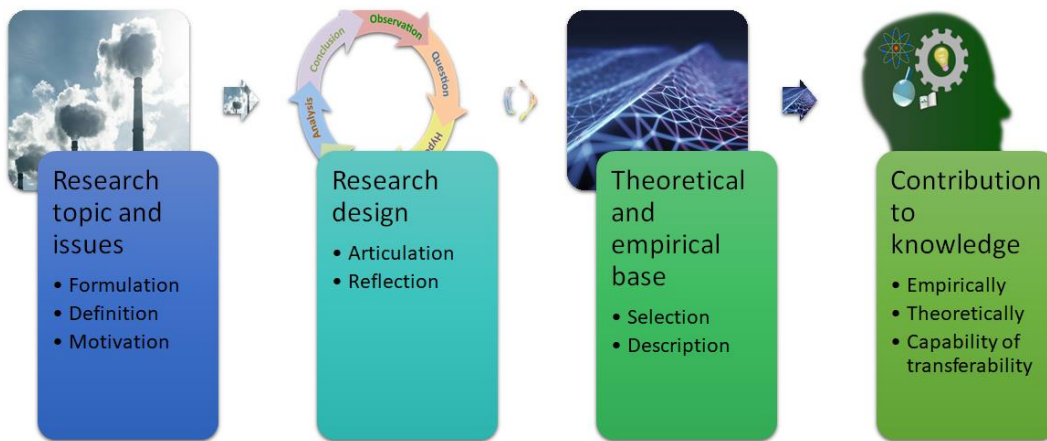 Conclusion
Observation
Question
Analysis
Research
topic and
issues
• Formulation
• Definition
• Motivation
Research
design
• Articulation
• Reflection
Theoretical
and
empirical
base
• Selection
• Description
Contribution
to
knowledge
• Empirically
• Theoretically
• Capability of
transferability